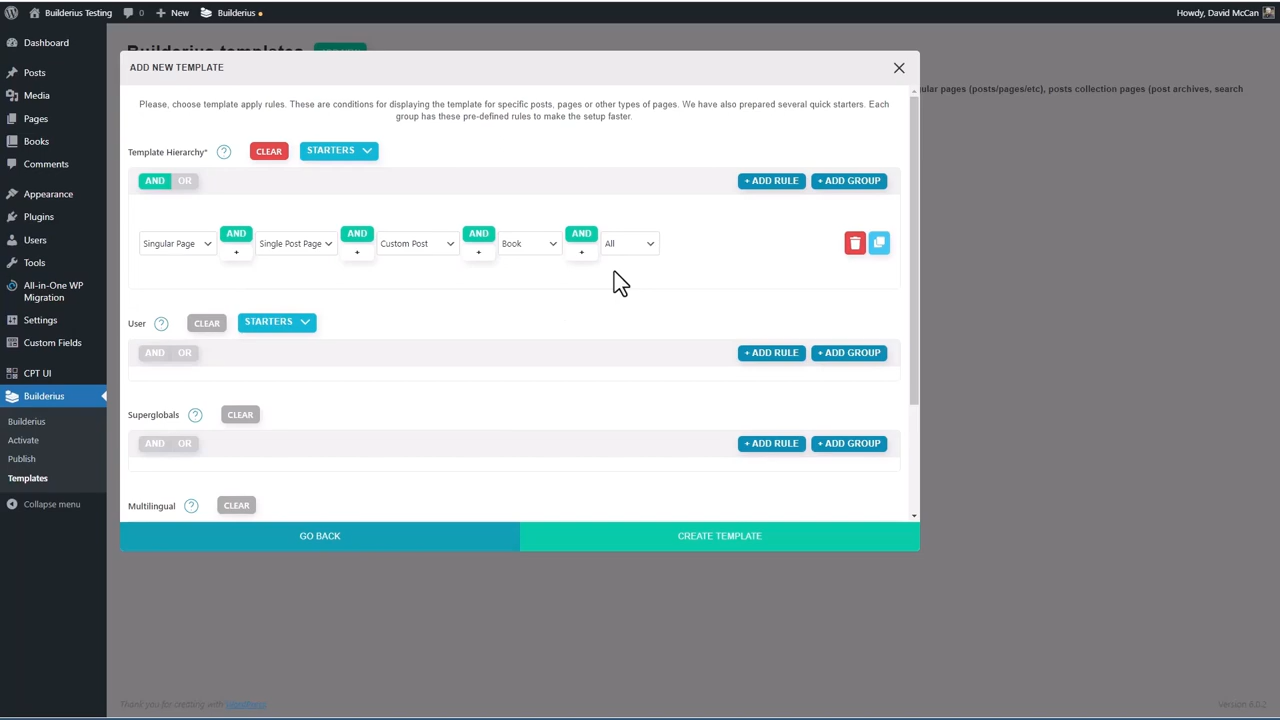 Builderius Testing 0 New Builderius Howdy, David McCan
Dashboard
Posts
Media
Pages
Books
Comments
Appearance
Plugins
Users
Tools
All-in-One WP
Migration
Settings
Custom Fields
CPT UI
Builderius
Builderius
Activate
Publish
Templates
Collapse menu
Builderius templates
ular pages (posts/pages/etc), posts collection pages (post archives, search
ADD NEW TEMPLATE
Please, choose template apply rules. These are conditions for displaying the template for specific posts, pages or other types of pages. We have also prepared several quick starters. Each
group has these pre-defined rules to make the setup faster.
Template Hierarchy* ? CLEAR STARTERS
AND OR + ADD RULE + ADD GROUP
Singular Page AND + Single Post Page AND + Custom Post AND + Book AND + All
User ? CLEAR STARTERS
AND OR + ADD RULE + ADD GROUP
Superglobals ? CLEAR
AND OR + ADD RULE + ADD GROUP
Multilingual ? CLEAR
GO BACK CREATE TEMPLATE
Thank you for creating with WordPress. Version 6.0.2